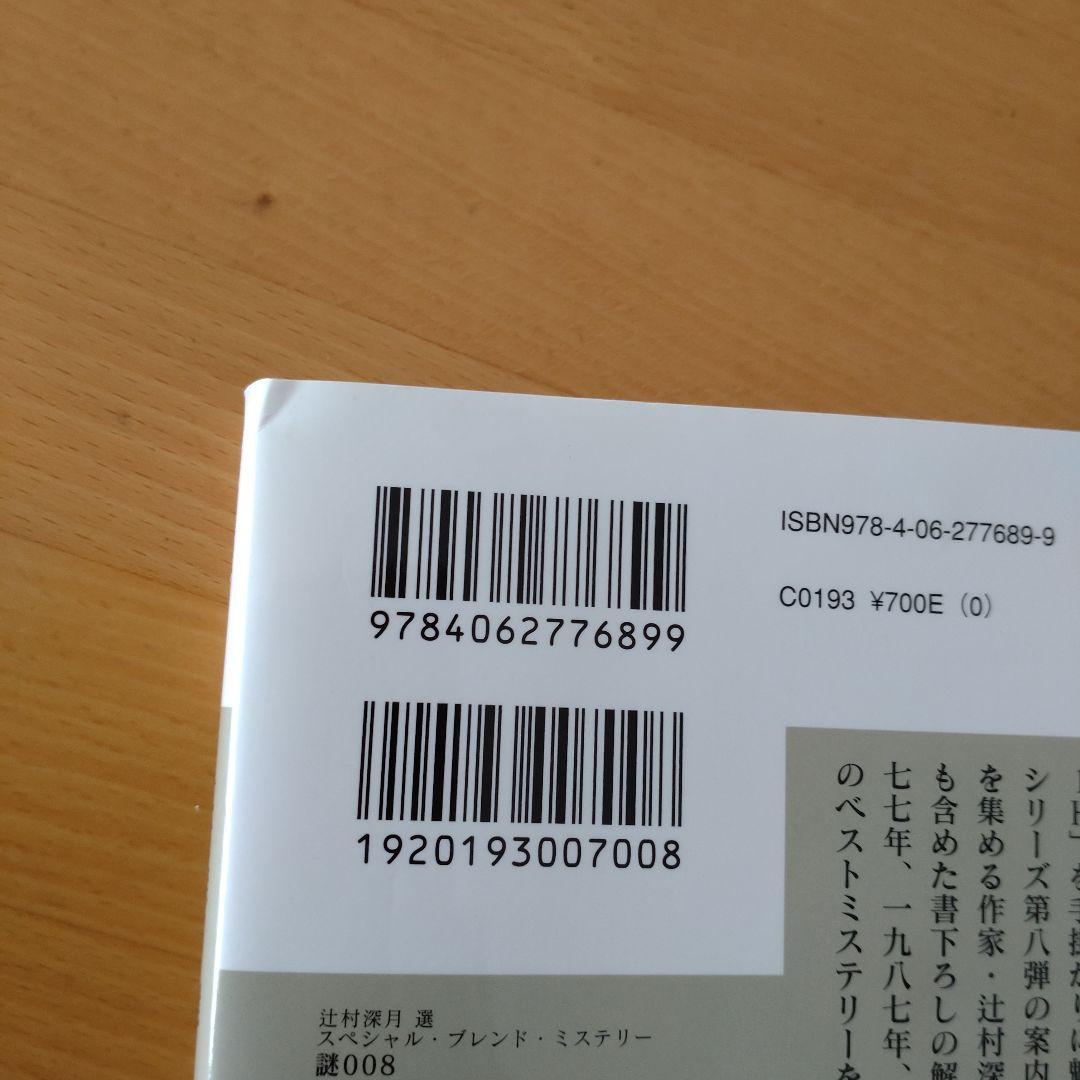 9784062776899
ISBN978-4-06-277689-9
C0193 ¥700E (0)
1920193007008
シリーズ第八弾の案内
を集める作家・辻村深
も含めた書下ろしの解
七七年、一九八七年、
のベストミステリーを
辻村深月 選
スペシャル・ブレンド・ミステリー
謎008